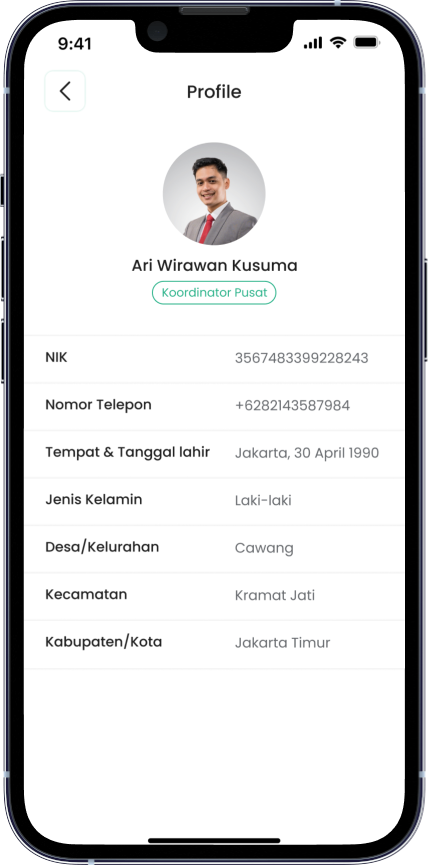 9:41
Profile
Ari Wirawan Kusuma
Koordinator Pusat
NIK 3567483399228243
Nomor Telepon +6282143587984
Tempat & Tanggal lahir Jakarta, 30 April 1990
Jenis Kelamin Laki-laki
Desa/Kelurahan Cawang
Kecamatan Kramat Jati
Kabupaten/Kota Jakarta Timur